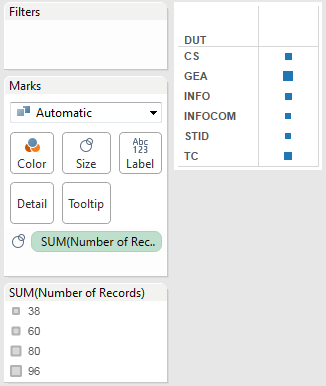 Filters
Marks
Automatic
Color
Size
Abc
123
Label
Detail
Tooltip
SUM(Number of Rec..
SUM(Number of Records)
38
60
80
96
DUT
CS
GEA
INFO
INFOCOM
STID
TC